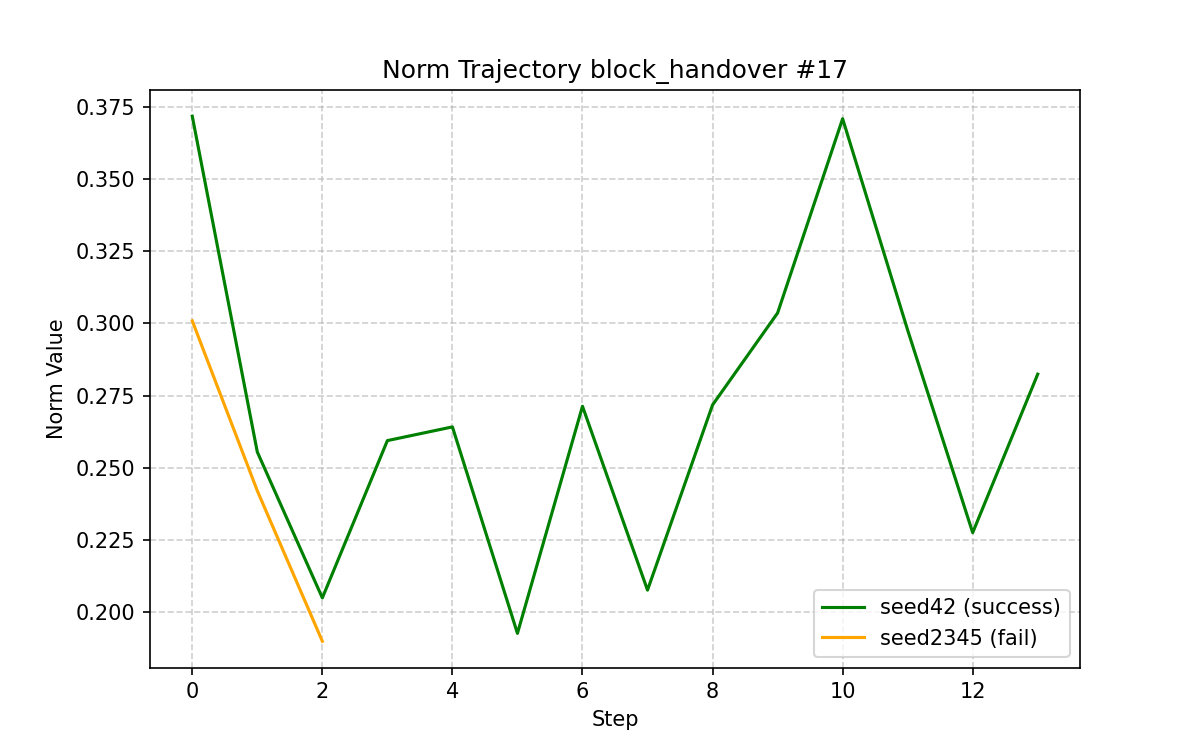 Norm Trajectory block_handover #17
0.375
0.350
0.325
0.300
0.275
0.250
0.225
0.200
Norm Value
0 2 4 6 8 10 12
Step
seed42 (success)
seed2345 (fail)